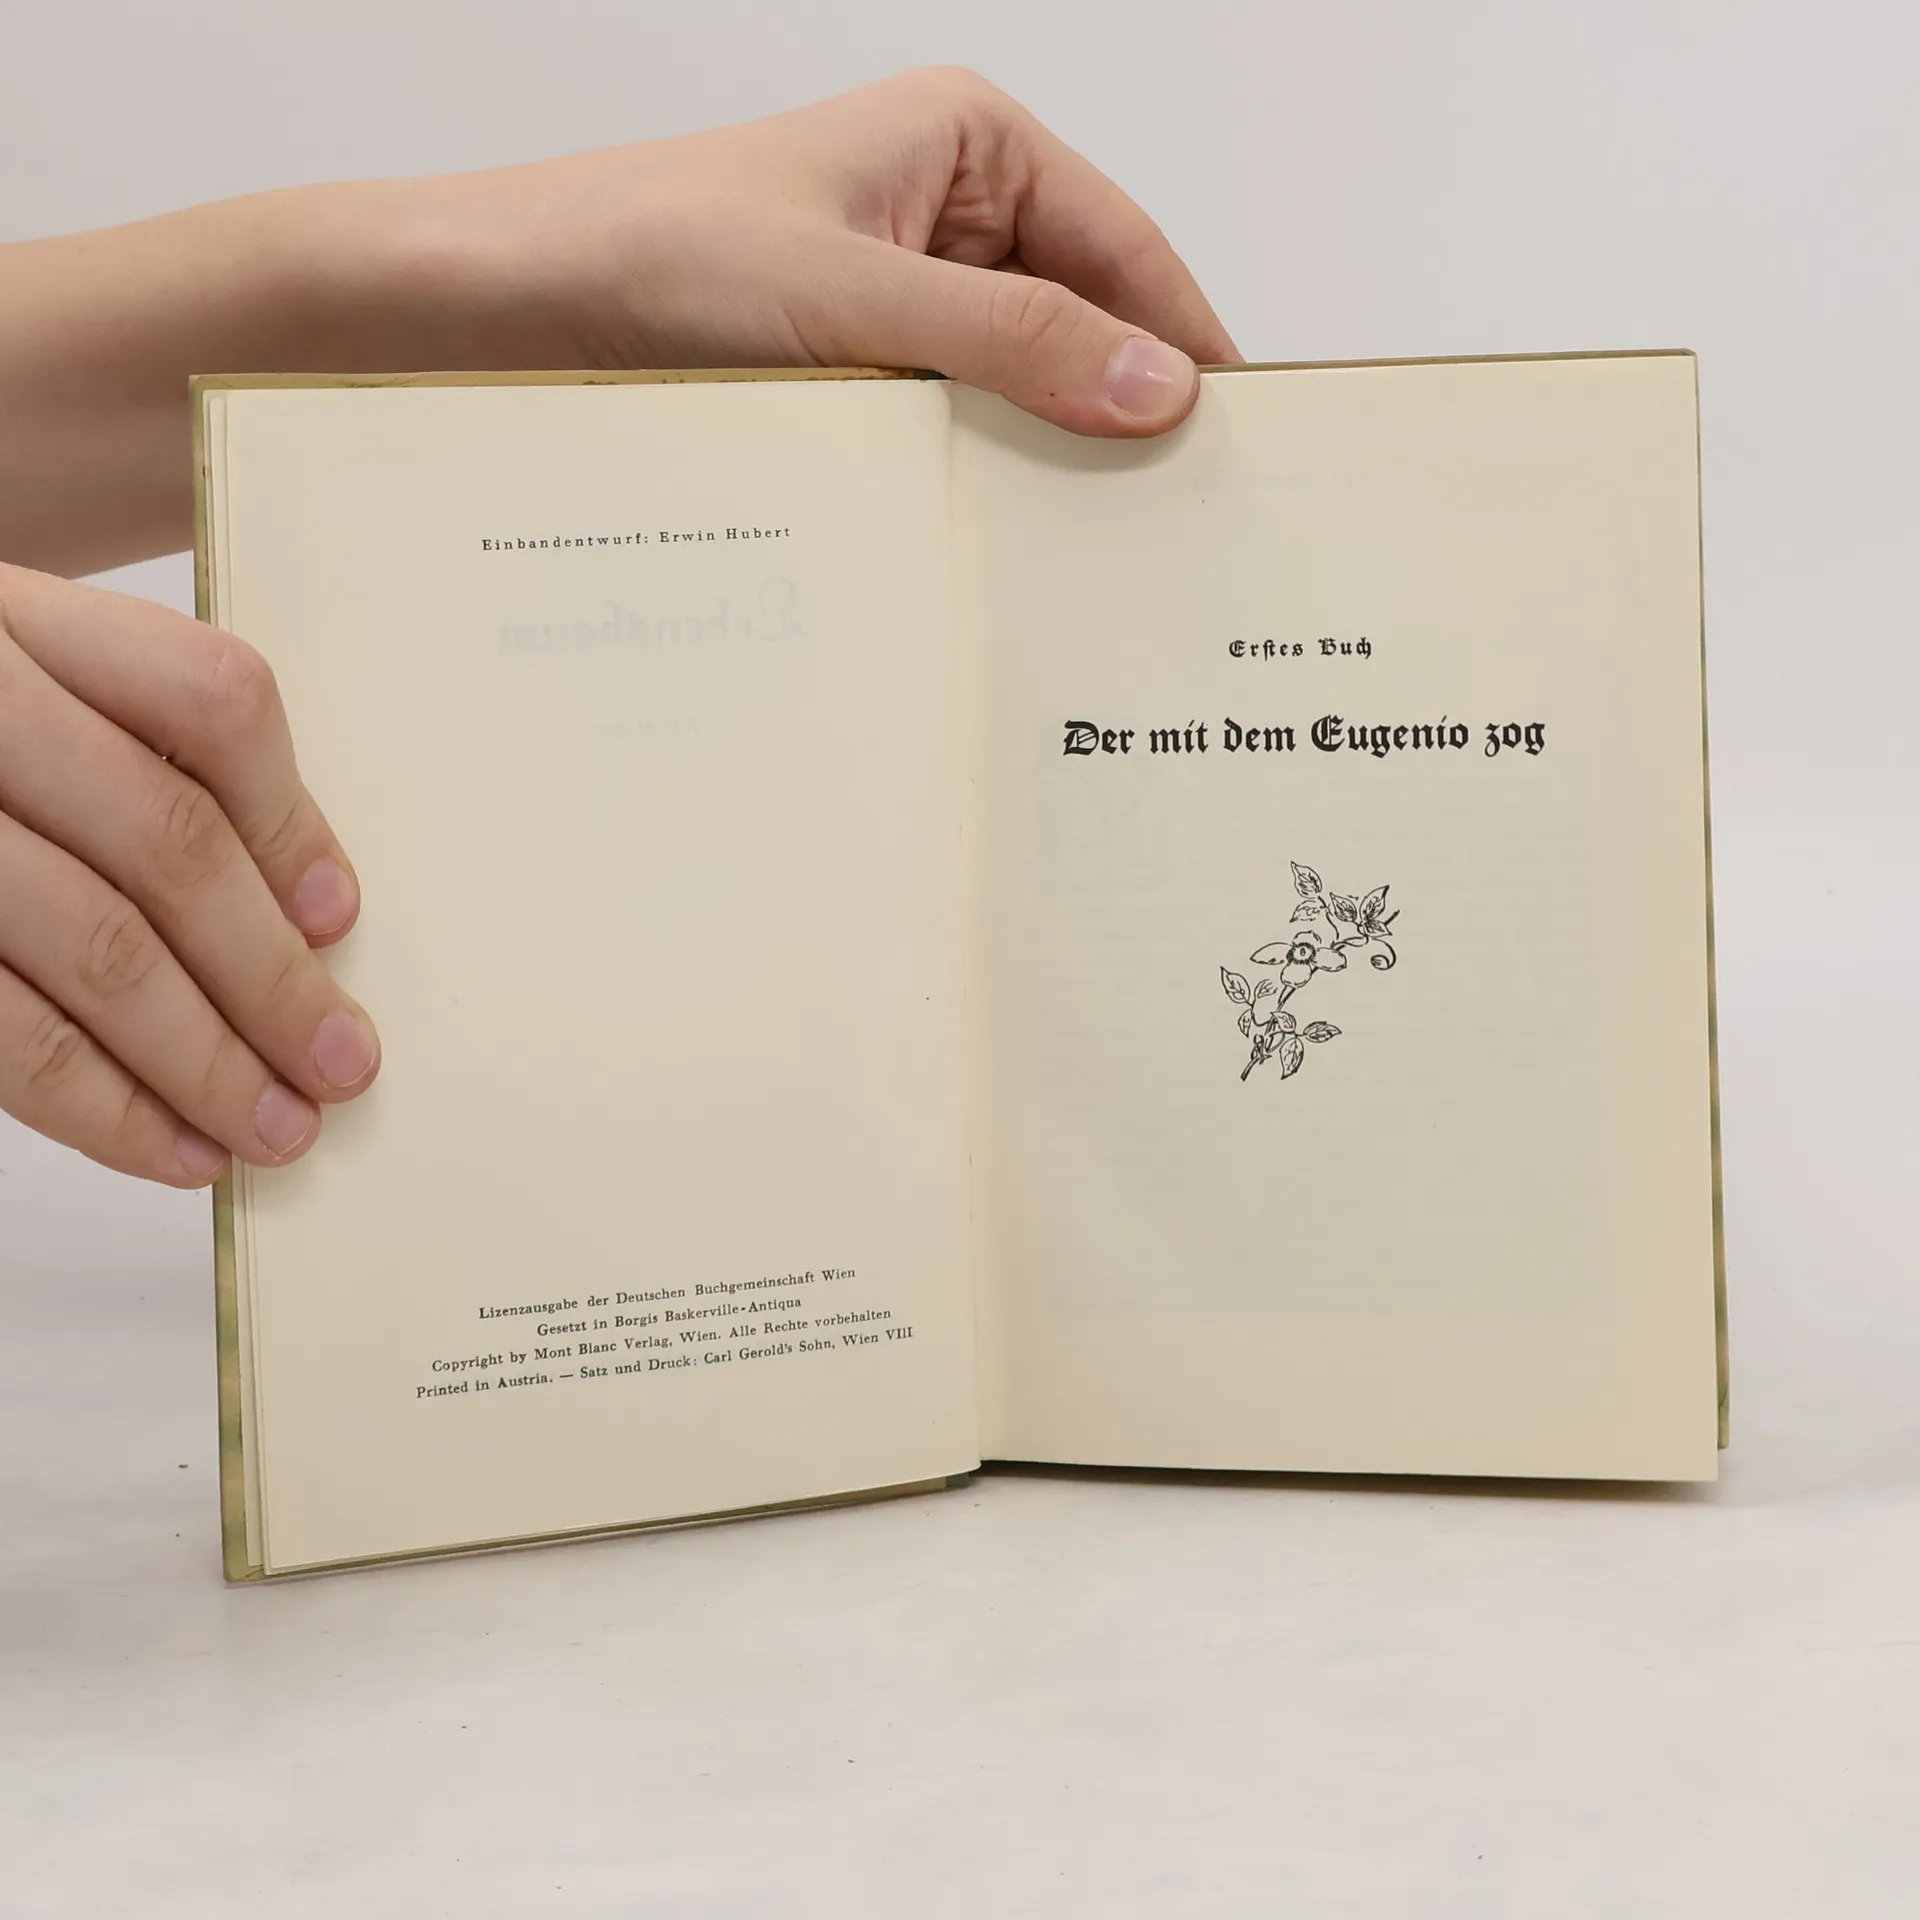 Einbandentwurf: Erwin Hubert
Lizenzausgabe der Deutschen Buchgemeinschaft Wien
Gesetzt in Borgis Baskerville-Antiqua
Copyright by Mont Blanc Verlag, Wien. Alle Rechte vorbehalten
Printed in Austria. — Satz und Druck: Carl Gerold's Sohn, Wien VIII
Erstes Buch
Der mit dem Eugenio zog